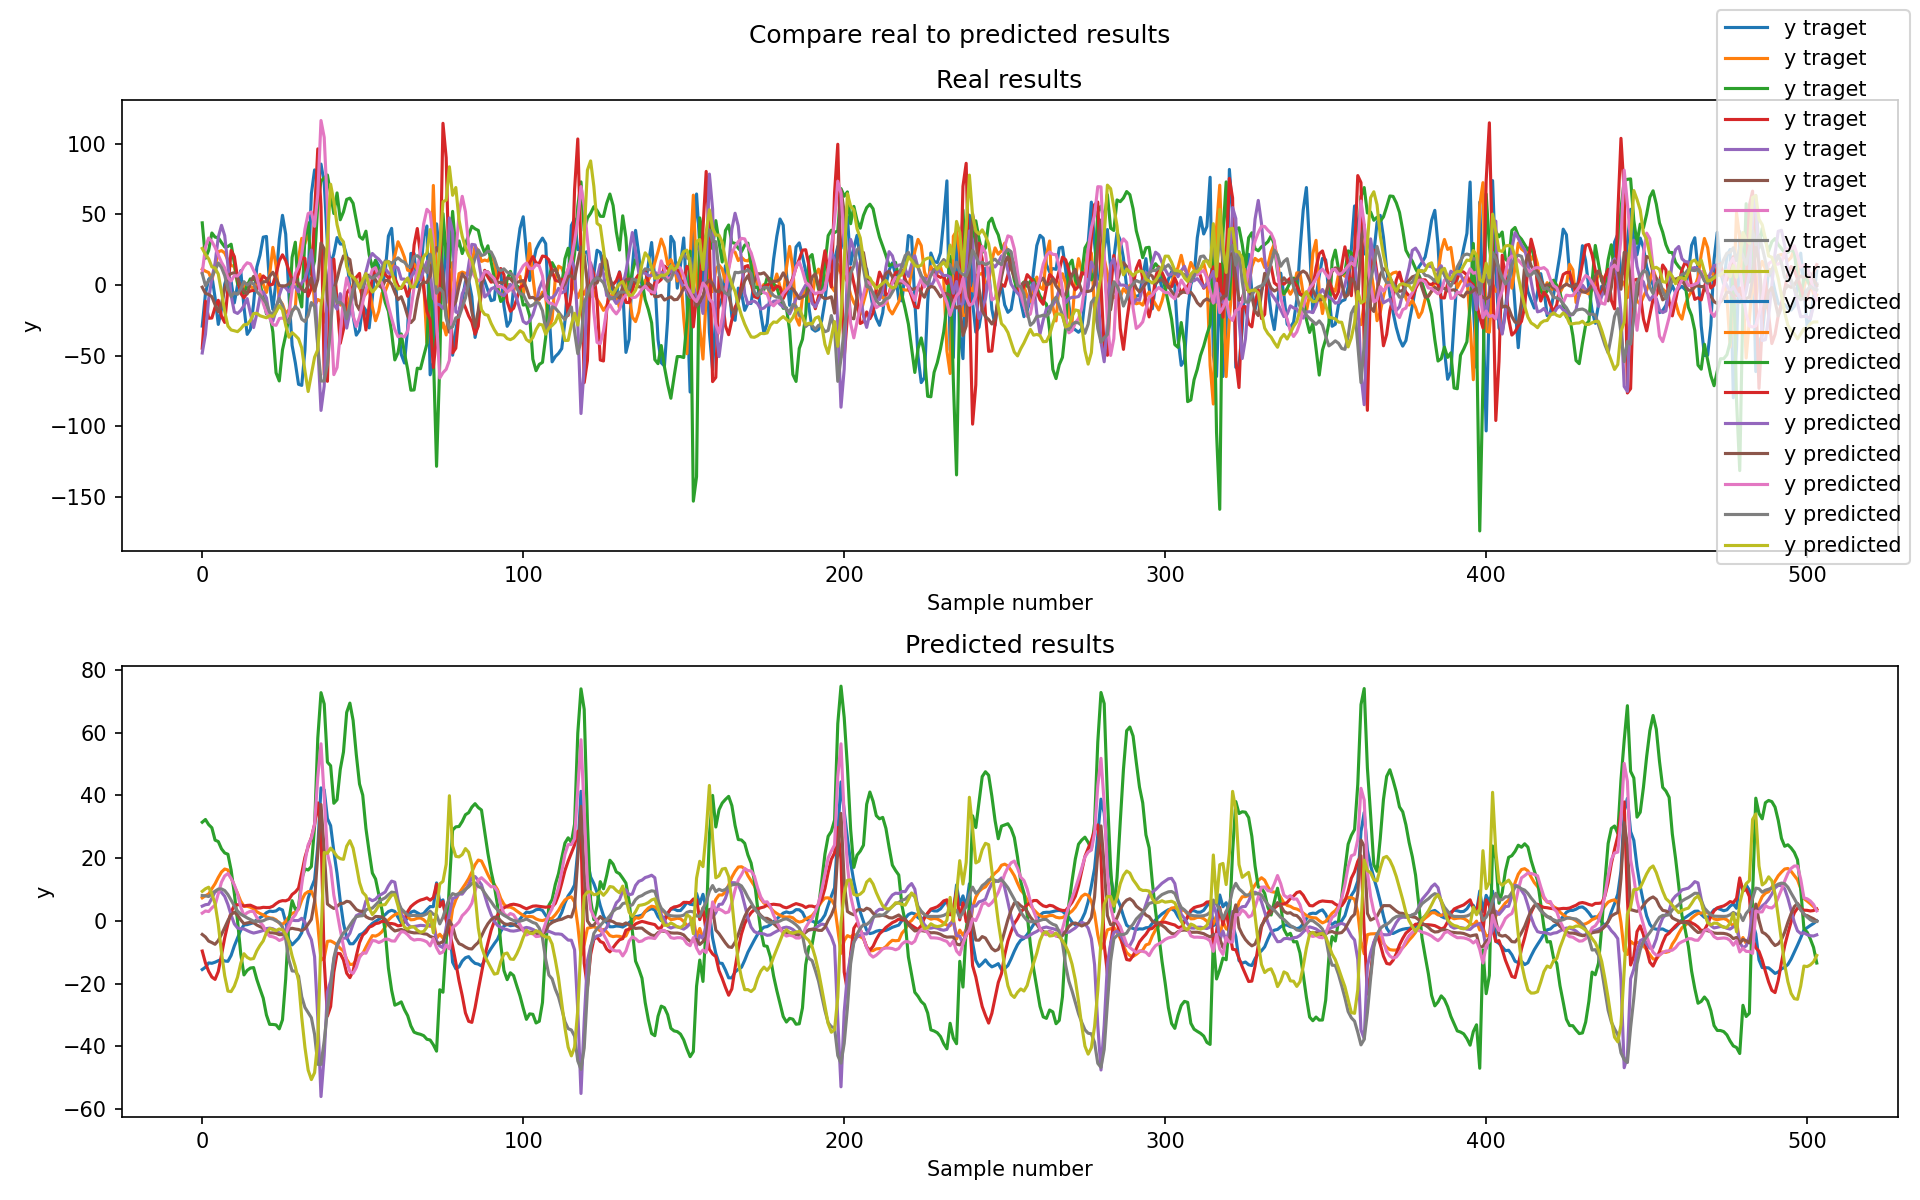 Compare real to predicted results
Real results
y traget
y traget
y traget
y traget
y traget
y traget
y traget
y traget
y traget
y predicted
y predicted
y predicted
y predicted
y predicted
y predicted
y predicted
y predicted
y predicted
y
100
50
0
−50
−100
−150
0 100 200 300 400 500
Sample number
Predicted results
y
80
60
40
20
0
−20
−40
−60
0 100 200 300 400 500
Sample number